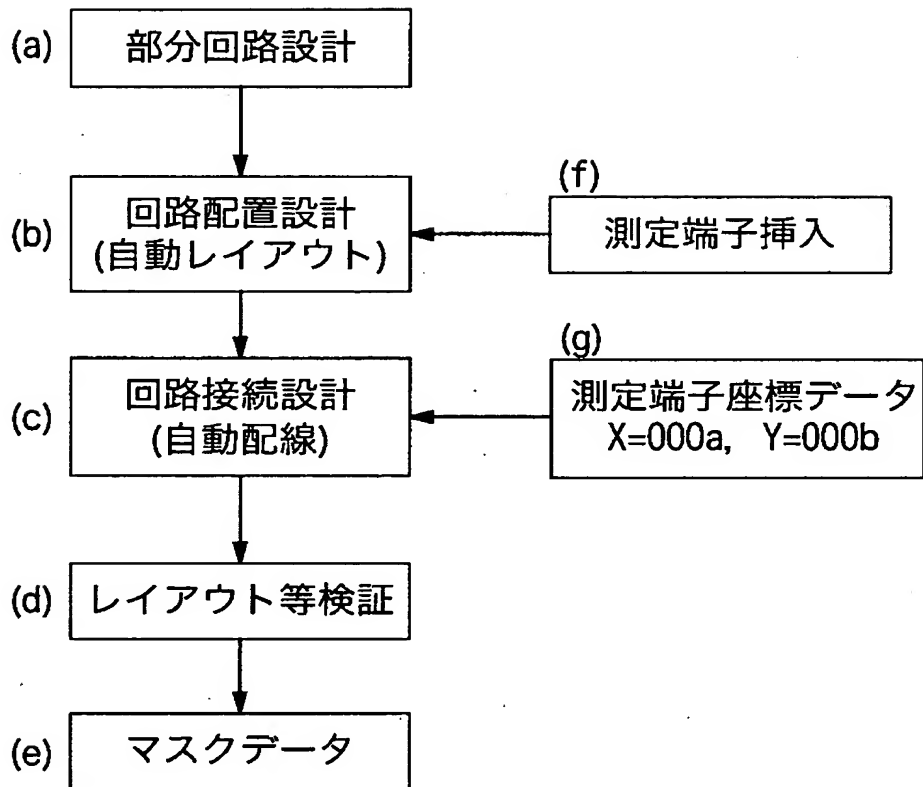 (a)
部分回路設計
(b)
回路配置設計
(自動レイアウト)
(f)
測定端子挿入
(c)
回路接続設計
(自動配線)
(g)
測定端子座標データ
X=000a, Y=000b
(d)
レイアウト等検証
(e)
マスクデータ